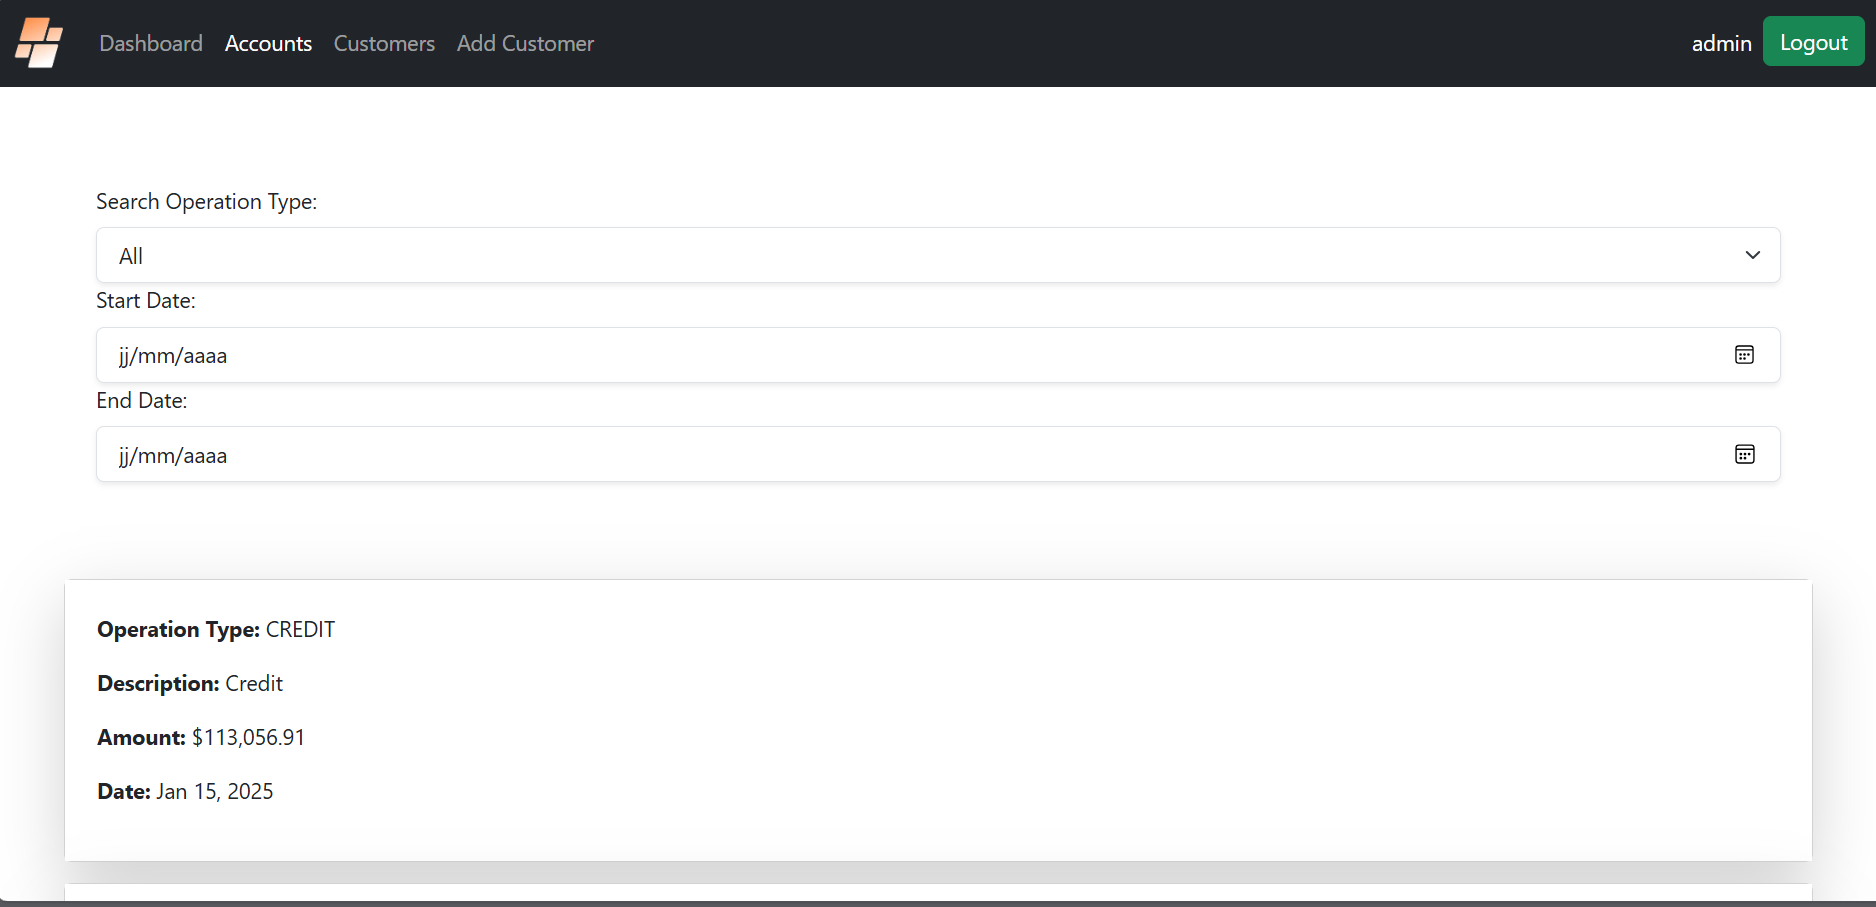 Dashboard Accounts Customers Add Customer admin Logout
Search Operation Type:
All
Start Date:
jj/mm/aaaa
End Date:
jj/mm/aaaa
Operation Type: CREDIT
Description: Credit
Amount: $113,056.91
Date: Jan 15, 2025